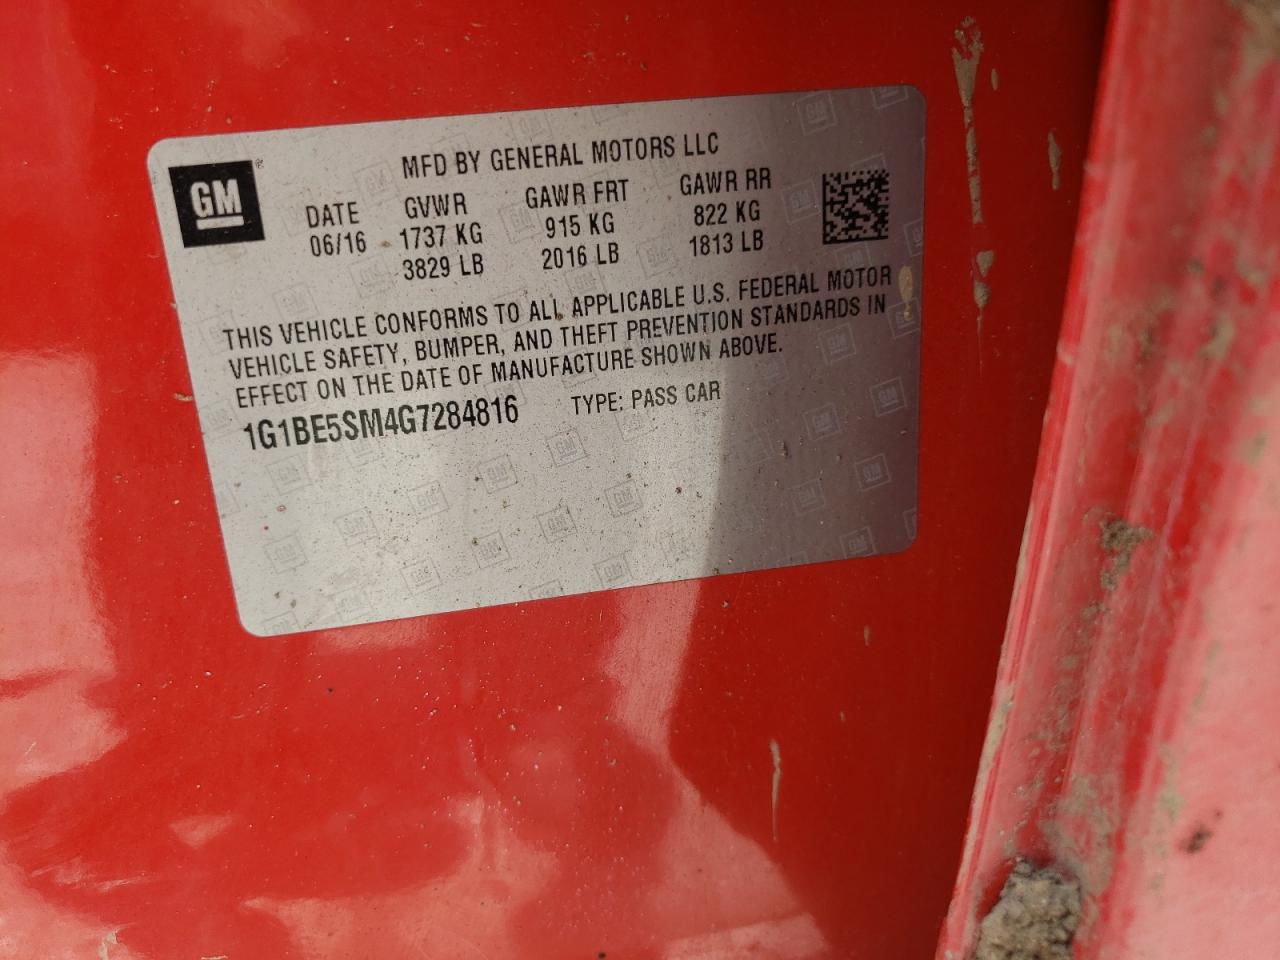 GM
MFD BY GENERAL MOTORS LLC
DATE GVWR GAWR FRT GAWR RR
06/16 1737 KG 915 KG 822 KG
3829 LB 2016 LB 1813 LB
THIS VEHICLE CONFORMS TO ALL APPLICABLE U.S. FEDERAL MOTOR
VEHICLE SAFETY, BUMPER, AND THEFT PREVENTION STANDARDS IN
EFFECT ON THE DATE OF MANUFACTURE SHOWN ABOVE.
1G1BE5SM4G7284816 TYPE: PASS CAR